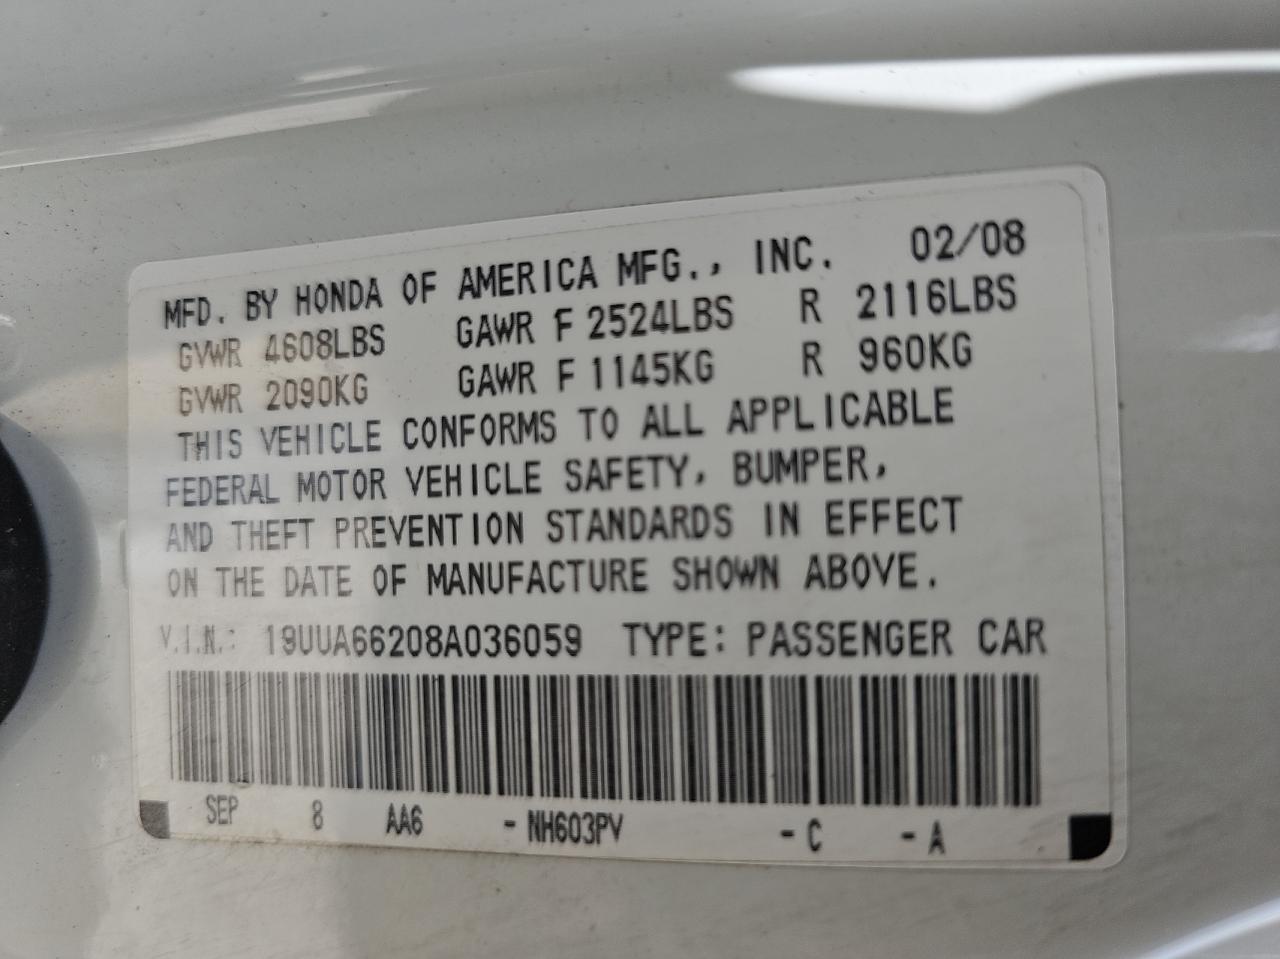 MFD. BY HONDA OF AMERICA MFG., INC. 02/08
GVWR 4608LBS GAWR F 2524LBS R 2116LBS
GVWR 2090KG GAWR F 1145KG R 960KG
THIS VEHICLE CONFORMS TO ALL APPLICABLE
FEDERAL MOTOR VEHICLE SAFETY, BUMPER,
AND THEFT PREVENTION STANDARDS IN EFFECT
ON THE DATE OF MANUFACTURE SHOWN ABOVE.
V.I.N.: 19UUA66208A036059 TYPE: PASSENGER CAR
SEP 8 AA6 - NH603PV - C - A